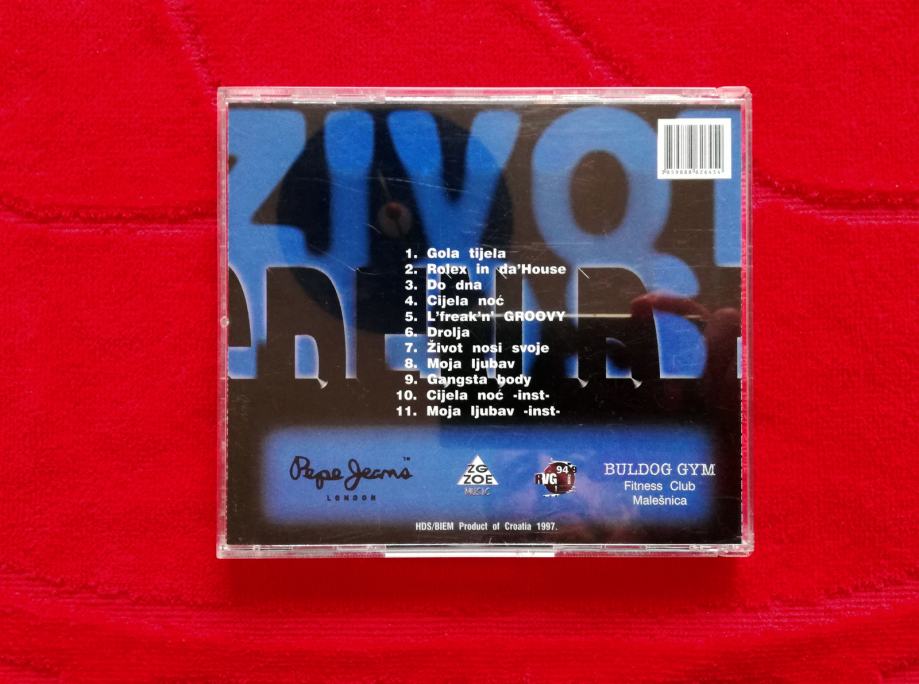 ŽIVOT
1. Gola tijela
2. Rolex in da'House
3. Do dna
4. Cijela noć
5. L'freak'n' GROOVY
6. Drolja
7. Život nosi svoje
8. Moja ljubav
9. Gangsta body
10. Cijela noć -inst-
11. Moja ljubav -inst-
Pepe Jeans™
LONDON
ZG
ZOE
MUSIC
BULDOG GYM
Fitness Club
Malešnica
HDS/BIEM Product of Croatia 1997.